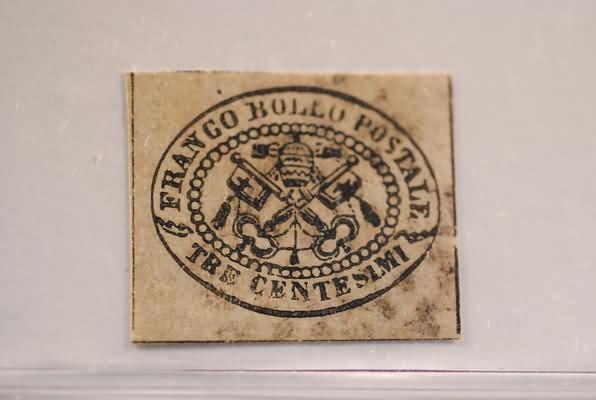 FRANCO BOLLO POSTALE
TRE CENTESIMI